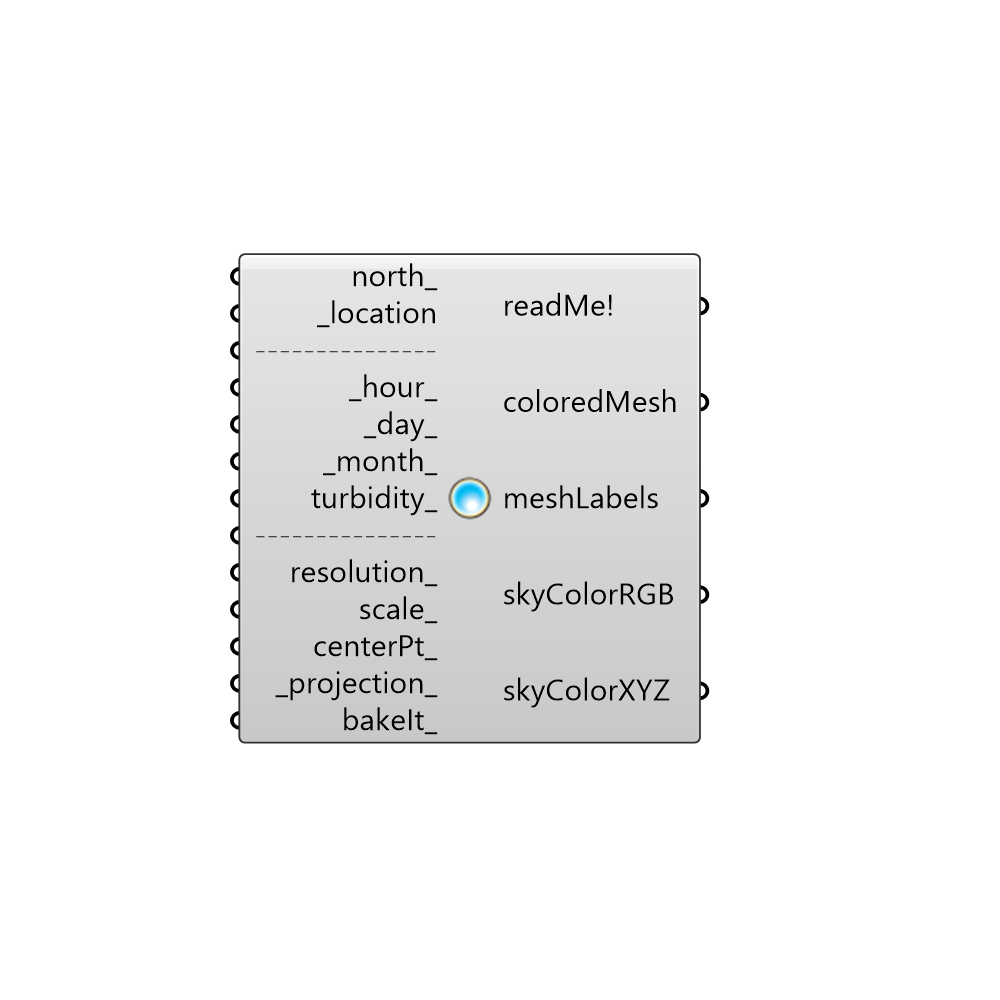 north_
_location
---------------
_hour_
_day_
_month_
turbidity_
---------------
resolution_
scale_
centerPt_
_projection_
bakeIt_
readMe!
coloredMesh
meshLabels
skyColorRGB
skyColorXYZ